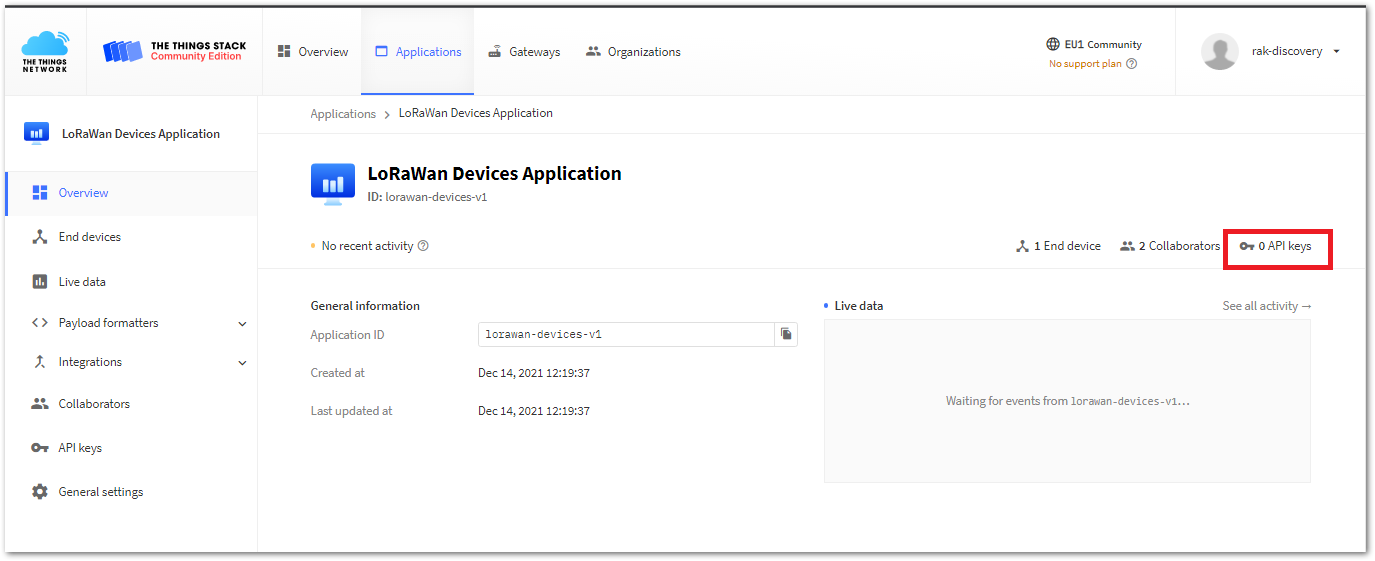 THE THINGS
NETWORK
THE THINGS STACK
Community Edition
Overview
Applications
Gateways
Organizations
EU1 Community
No support plan
rak-discovery
LoRaWan Devices Application
Overview
End devices
Live data
Payload formatters
Integrations
Collaborators
API keys
General settings
Applications > LoRaWan Devices Application
LoRaWan Devices Application
ID: lorawan-devices-v1
No recent activity
1 End device
2 Collaborators
0 API keys
General information
Application ID
lorawan-devices-v1
Created at
Dec 14, 2021 12:19:37
Last updated at
Dec 14, 2021 12:19:37
Live data
See all activity →
Waiting for events from lorawan-devices-v1...